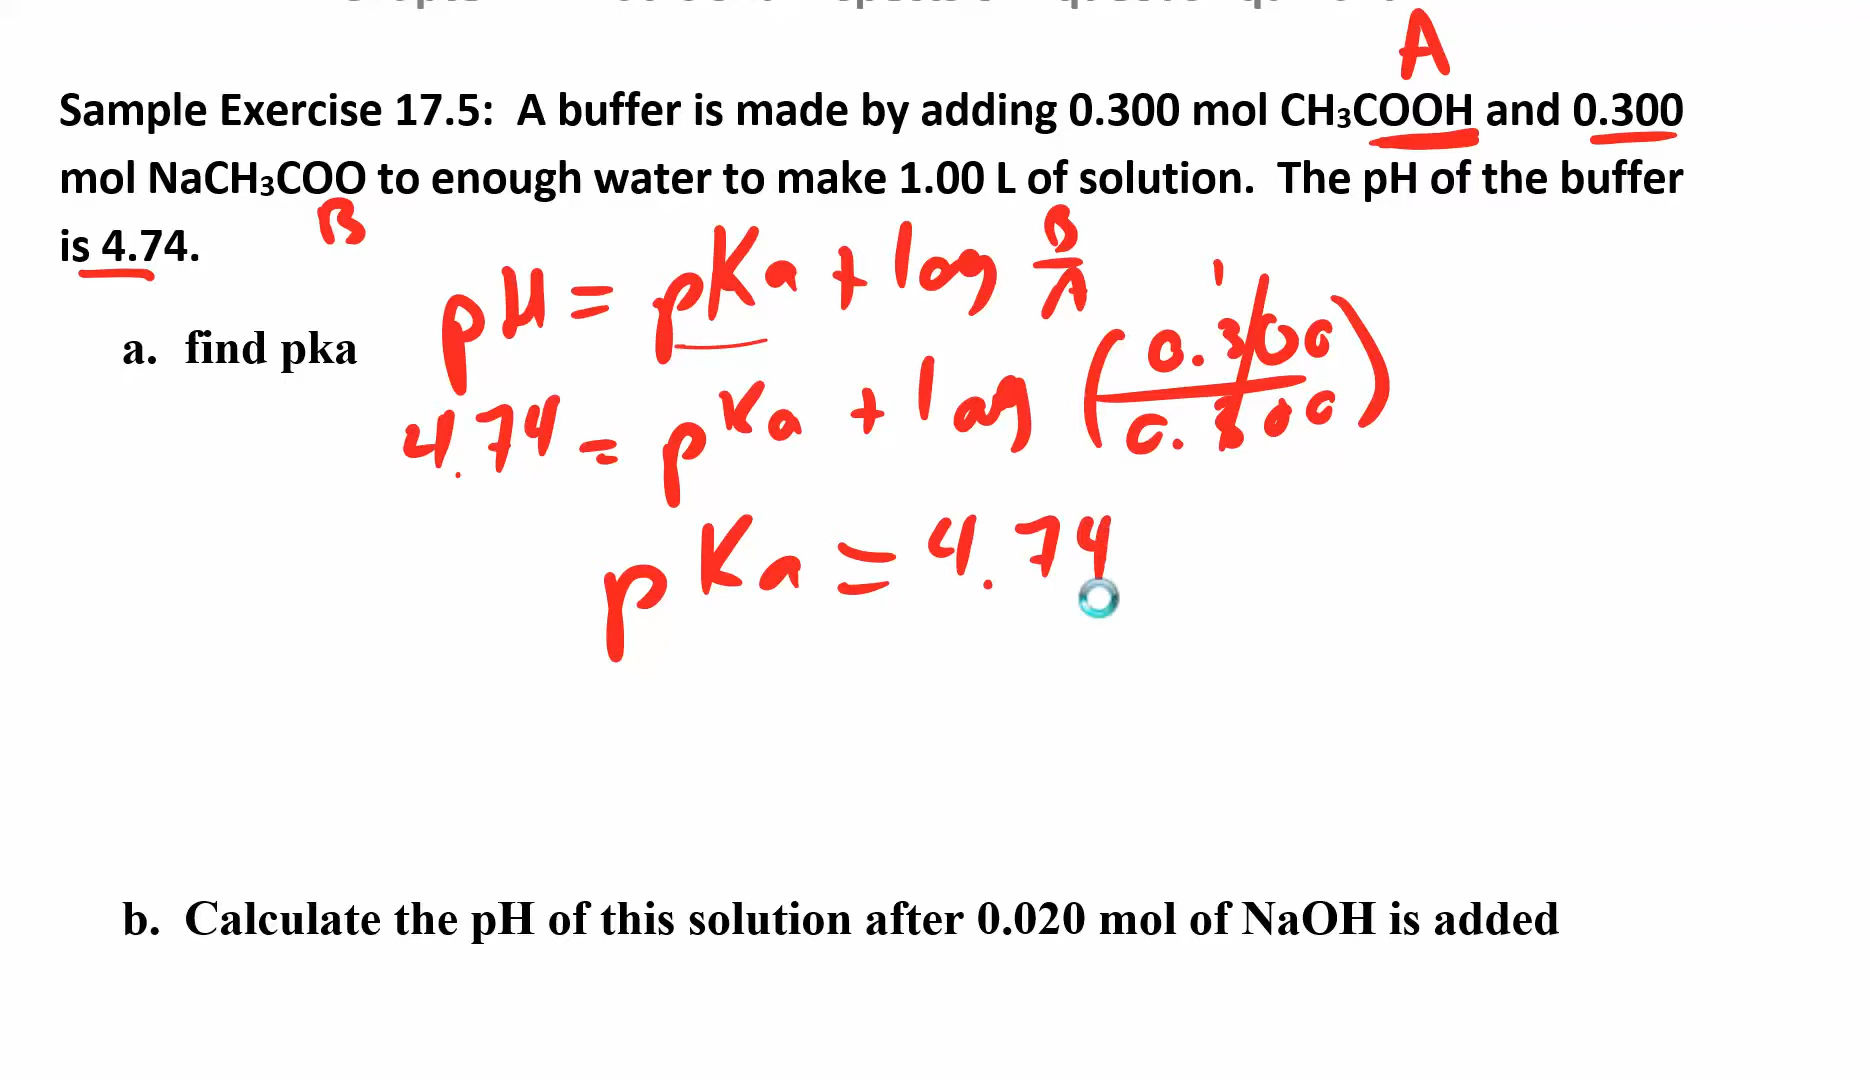 A
Sample Exercise 17.5: A buffer is made by adding 0.300 mol CH₃COOH and 0.300
mol NaCH₃COO to enough water to make 1.00 L of solution. The pH of the buffer
is 4.74.
B
pH = pKa + log B/A
a. find pka
1
4.74 = pKa + log (0.300/0.300)
pKa = 4.74
b. Calculate the pH of this solution after 0.020 mol of NaOH is added